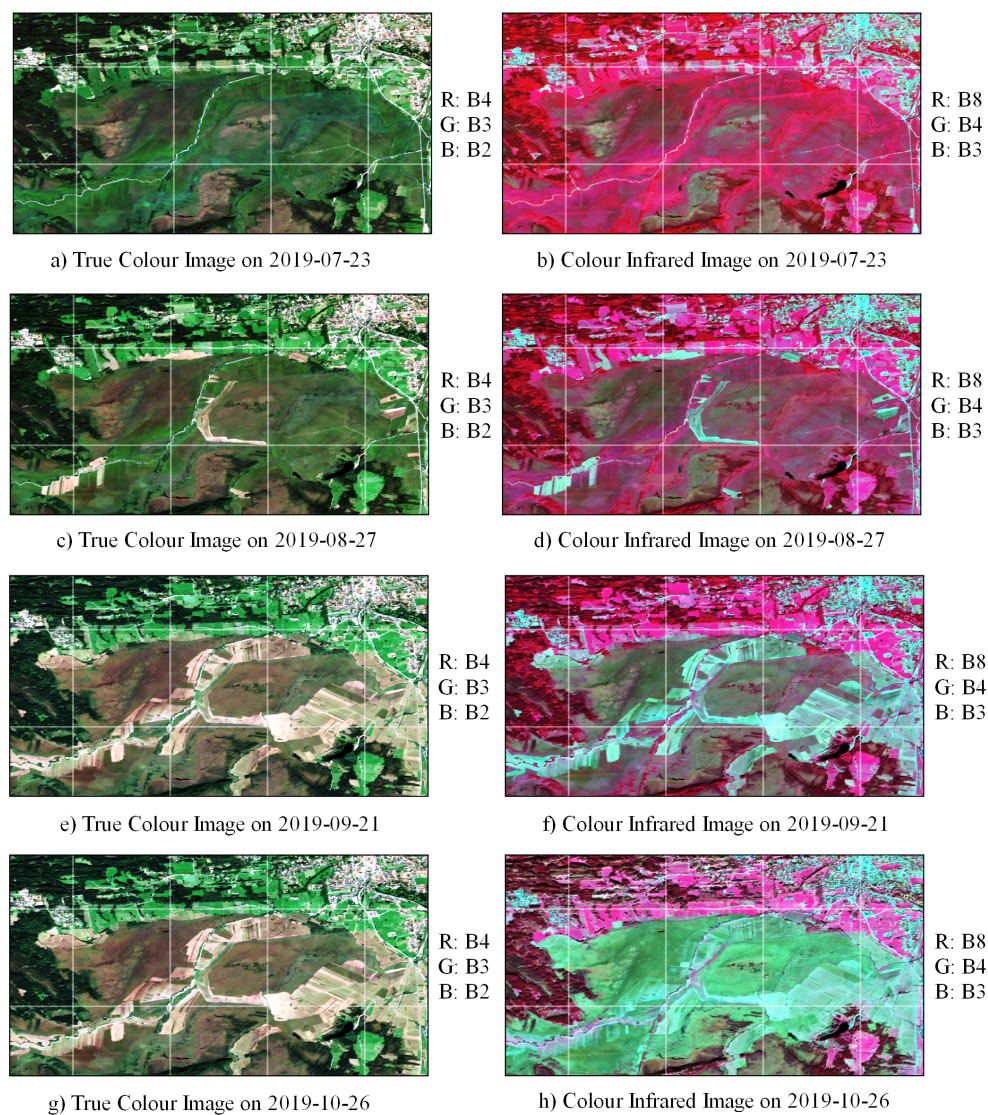 R: B4
G: B3
B: B2
R: B8
G: B4
B: B3
a) True Colour Image on 2019-07-23
b) Colour Infrared Image on 2019-07-23
R: B4
G: B3
B: B2
R: B8
G: B4
B: B3
c) True Colour Image on 2019-08-27
d) Colour Infrared Image on 2019-08-27
R: B4
G: B3
B: B2
R: B8
G: B4
B: B3
e) True Colour Image on 2019-09-21
f) Colour Infrared Image on 2019-09-21
R: B4
G: B3
B: B2
R: B8
G: B4
B: B3
g) True Colour Image on 2019-10-26
h) Colour Infrared Image on 2019-10-26